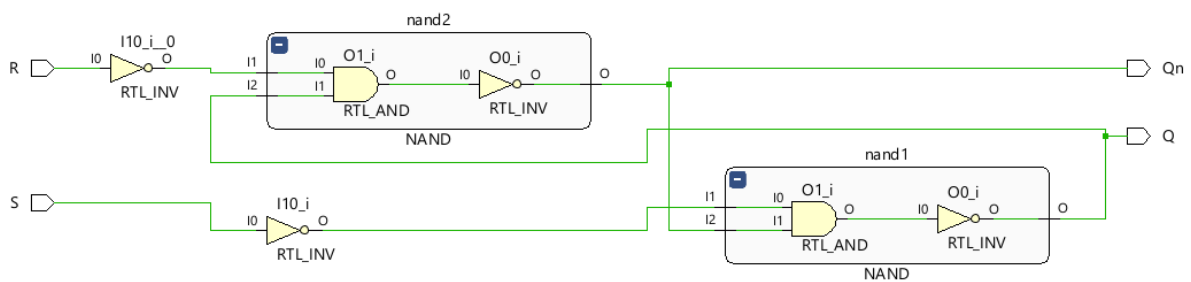 nand2
I10_i__0
I0
O
R
RTL_INV
I1
I2
O1_i
I0
I1
O
RTL_AND
O0_i
I0
O
RTL_INV
O
NAND
Qn
Q
nand1
S
I10_i
I0
O
RTL_INV
I1
I2
O1_i
I0
I1
O
RTL_AND
O0_i
I0
O
RTL_INV
O
NAND